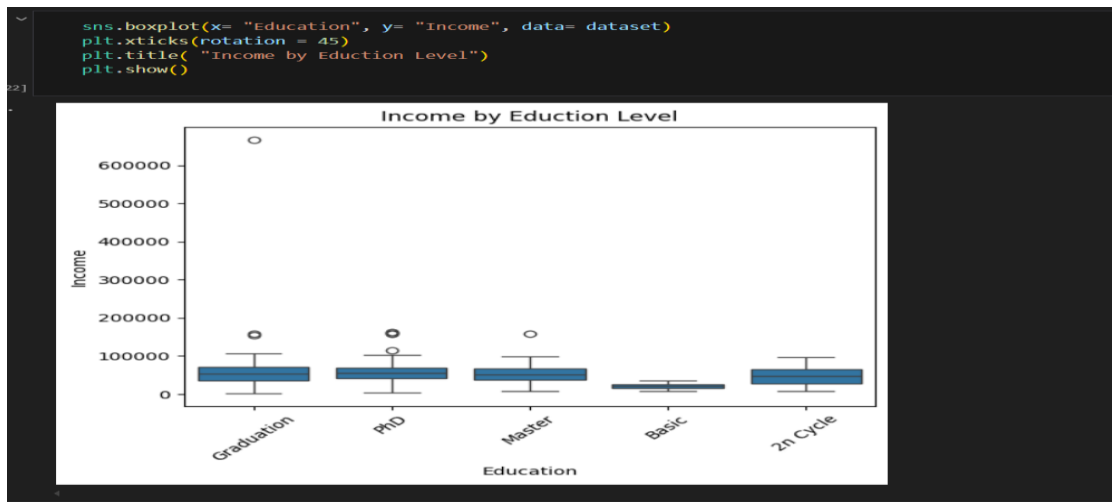 sns.boxplot(x= "Education", y= "Income", data= dataset)
plt.xticks(rotation = 45)
plt.title( "Income by Eduction Level")
plt.show()
22]
Income by Eduction Level
600000
500000
400000
300000
200000
100000
0
Income
Graduation
PhD
Master
Basic
2n Cycle
Education